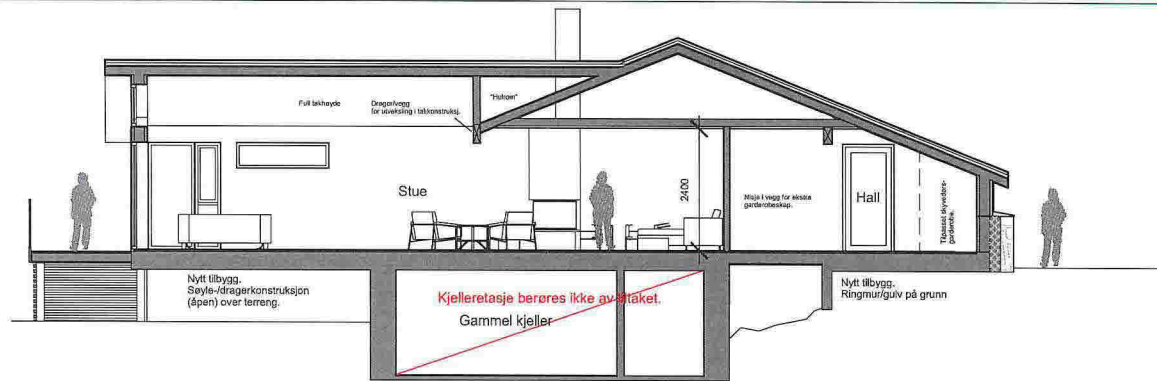 Full takhøyde
Drager/vegg
for utveksling i takkonstruksj.
"Hulrom"
Stue
2400
Nisje i vegg for ekstra
garderobeskap.
Hall
Tilpasset skyvedørs-
garderobe.
Nytt tilbygg.
Søyle-/dragerkonstruksjon
(åpen) over terreng.
Kjelleretasje berøres ikke av tiltaket.
Gammel kjeller
Nytt tilbygg.
Ringmur/gulv på grunn